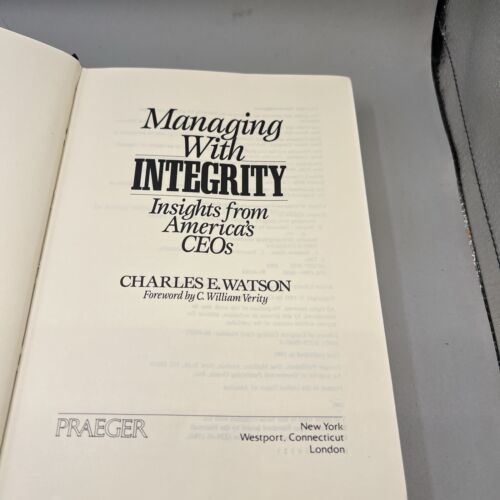 Managing
With
INTEGRITY
Insights from
America's
CEOs
CHARLES E. WATSON
Foreword by C. William Verity
PRAEGER
New York
Westport, Connecticut
London